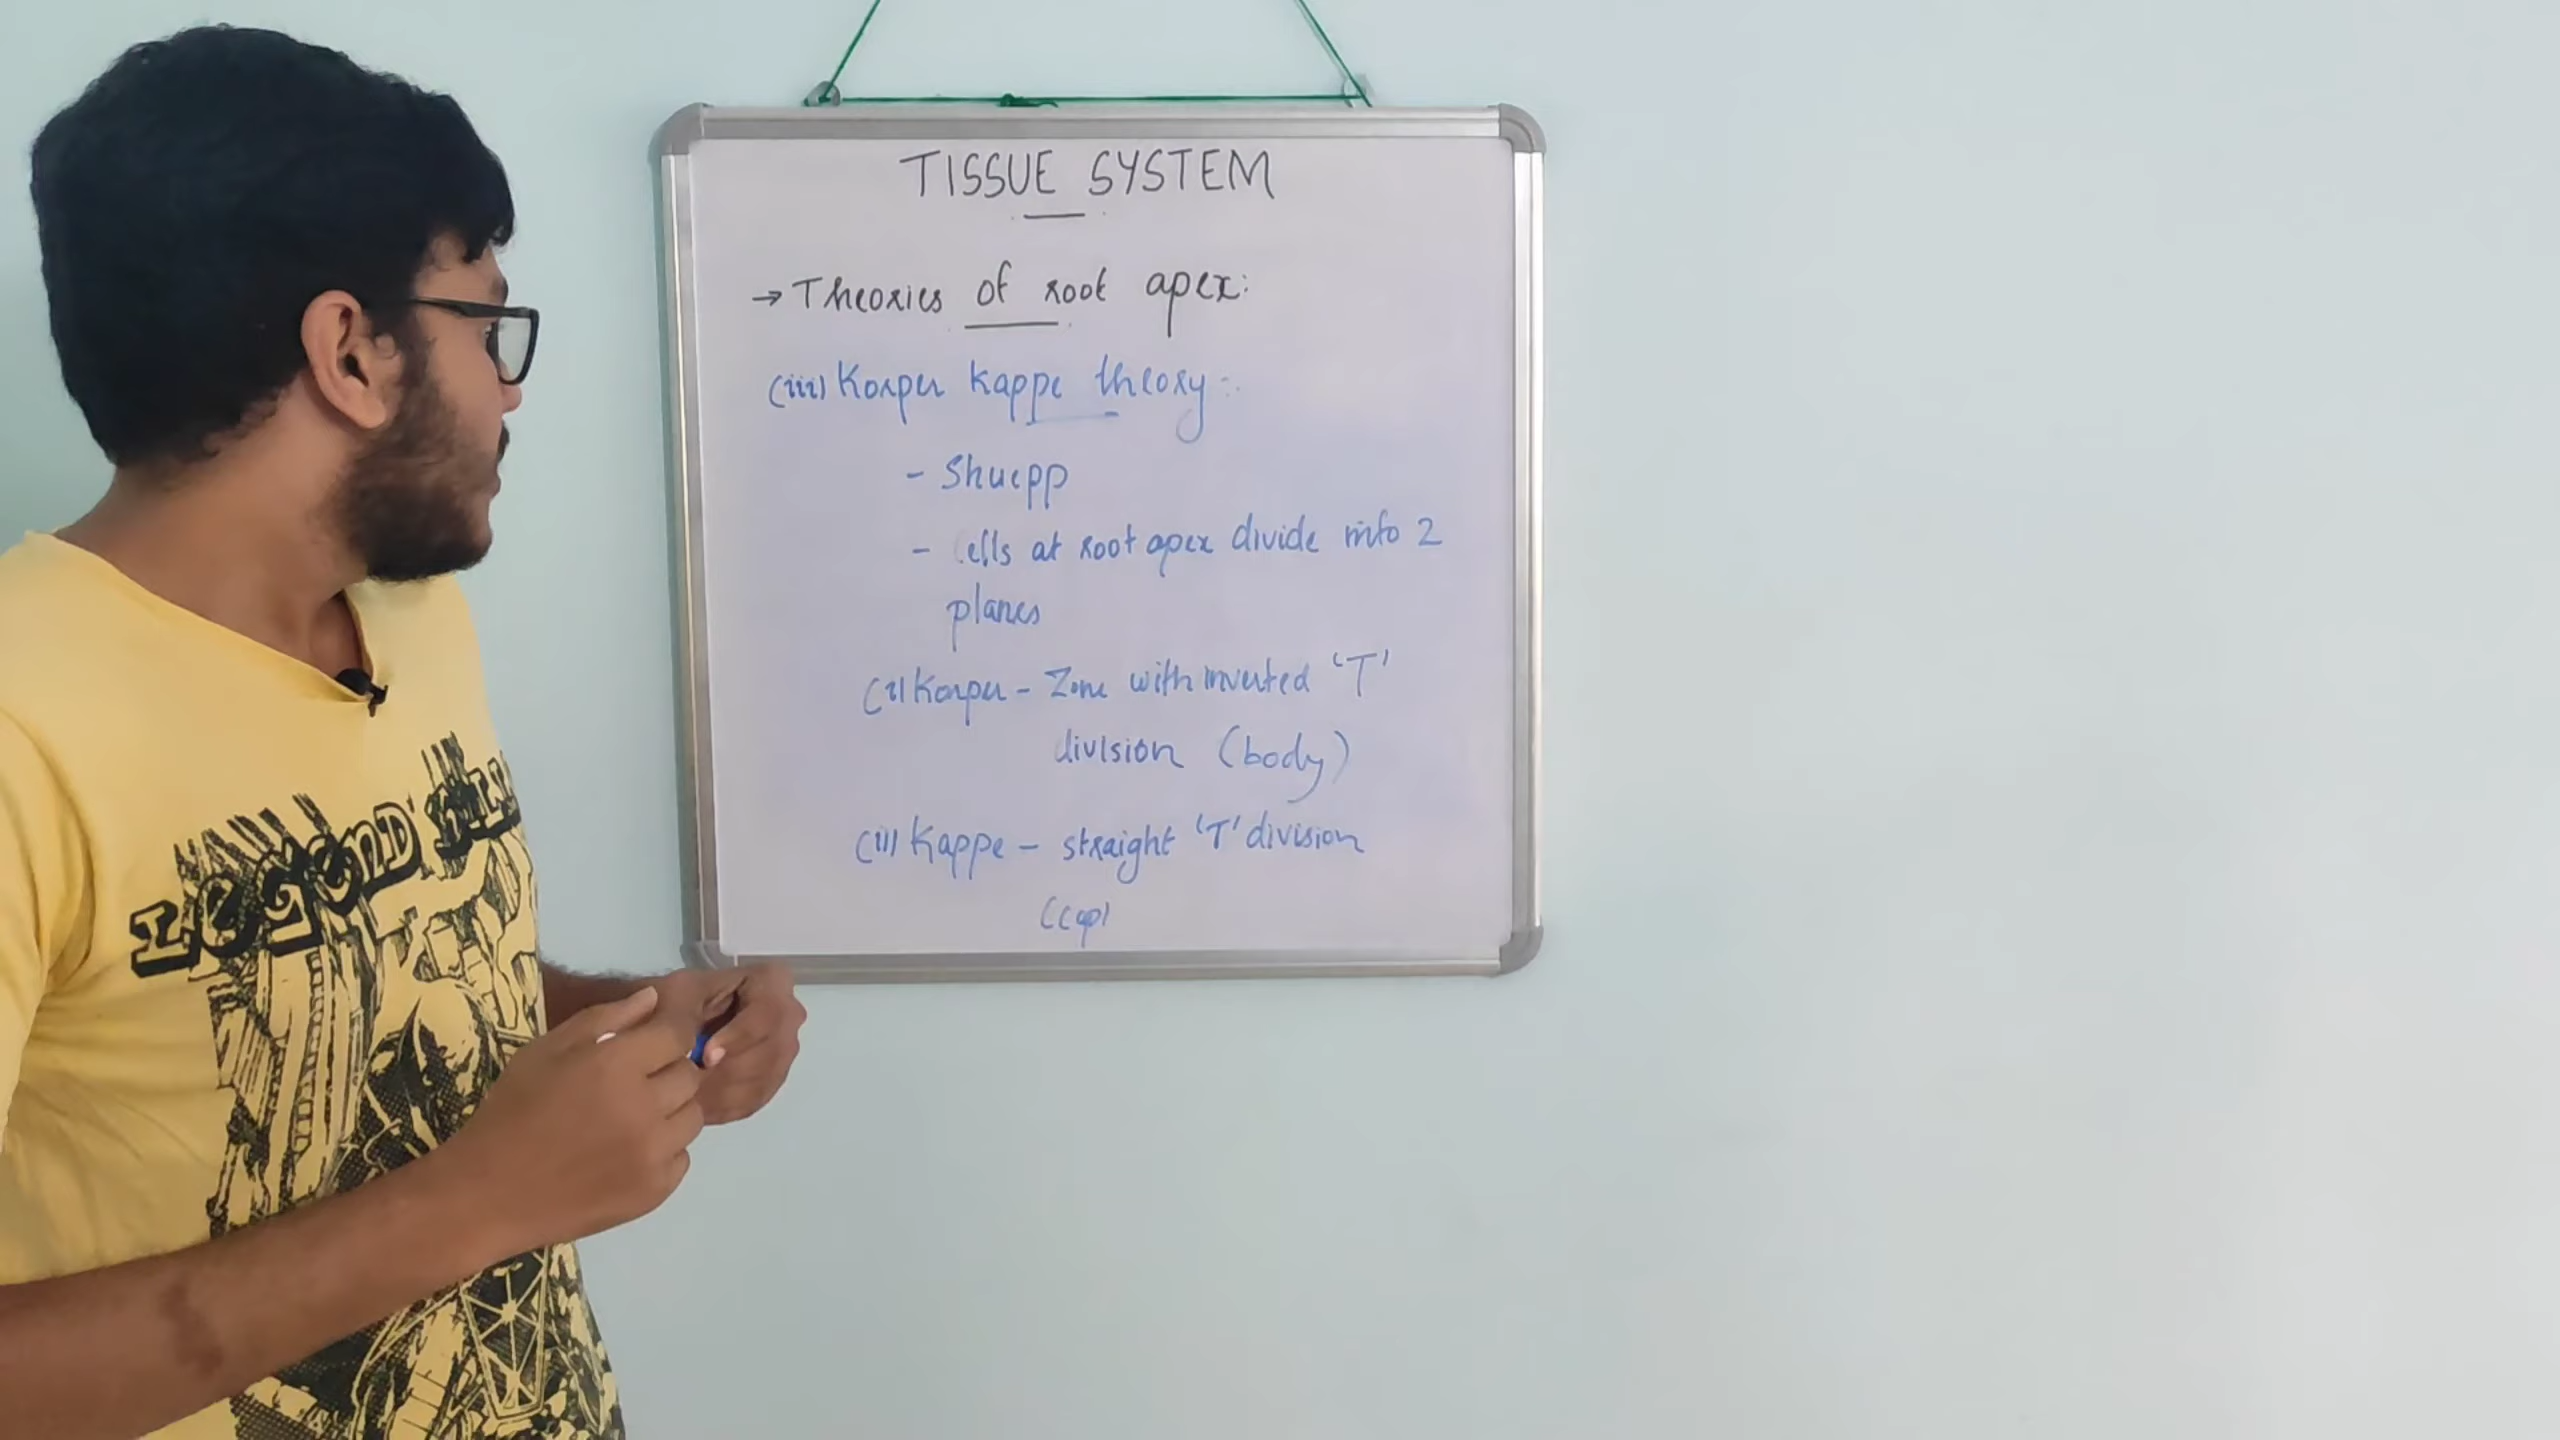 TISSUE SYSTEM
→ Theories of root apex:
(iii) Korper kappe theory:-
- Shuepp
- Cells at root apex divide into 2
planes
(i) Korper - Zone with inverted 'T'
division (body)
(ii) Kappe - straight 'T' division
(cap)
LEGEND